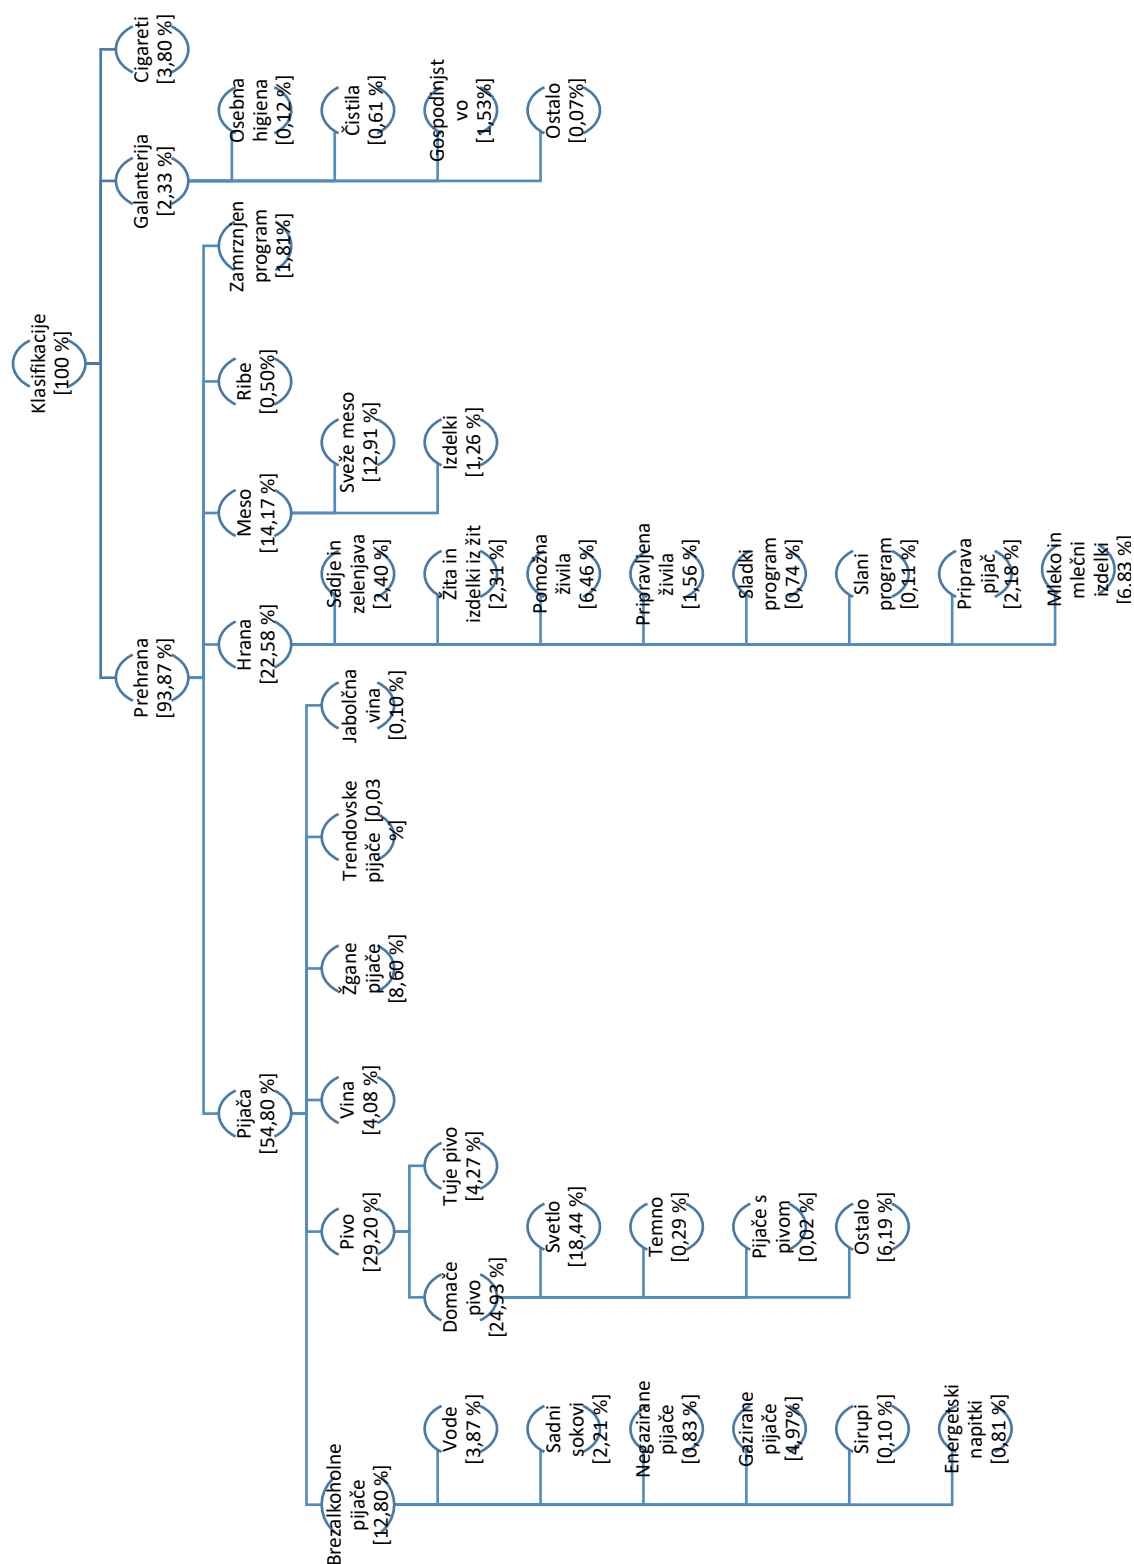 Klasifikacije
[100 %]
Prehrana
[93,87 %]
Pijača
[54,80 %]
Brezalkoholne
pijače
[12,80 %]
Vode
[3,87 %]
Sadni
sokovi
[2,21 %]
Negazirane
pijače
[0,83 %]
Gazirane
pijače
[4,97%]
Sirupi
[0,10 %]
Energetski
napitki
[0,81 %]
Pivo
[29,20 %]
Domače
pivo
[24,93 %]
Svetlo
[18,44 %]
Temno
[0,29 %]
Pijače s
pivom
[0,02 %]
Ostalo
[6,19 %]
Tuje pivo
[4,27 %]
Vina
[4,08 %]
Žgane
pijače
[8,60 %]
Trendovske
pijače [0,03
%]
Jabolčna
vina
[0,10 %]
Hrana
[22,58 %]
Sadje in
zelenjava
[2,40 %]
Žita in
izdelki iz žit
[2,31 %]
Pomožna
živila
[6,46 %]
Pripravljena
živila
[1,56 %]
Sladki
program
[0,74 %]
Slani
program
[0,11 %]
Priprava
pijač
[2,18 %]
Mleko in
mlečni
izdelki
[6,83 %]
Meso
[14,17 %]
Sveže meso
[12,91 %]
Izdelki
[1,26 %]
Ribe
[0,50%]
Zamrznjen
program
[1,81%]
Galanterija
[2,33 %]
Osebna
higiena
[0,12 %]
Čistila
[0,61 %]
Gospodinjst
vo
[1,53%]
Ostalo
[0,07%]
Cigareti
[3,80 %]